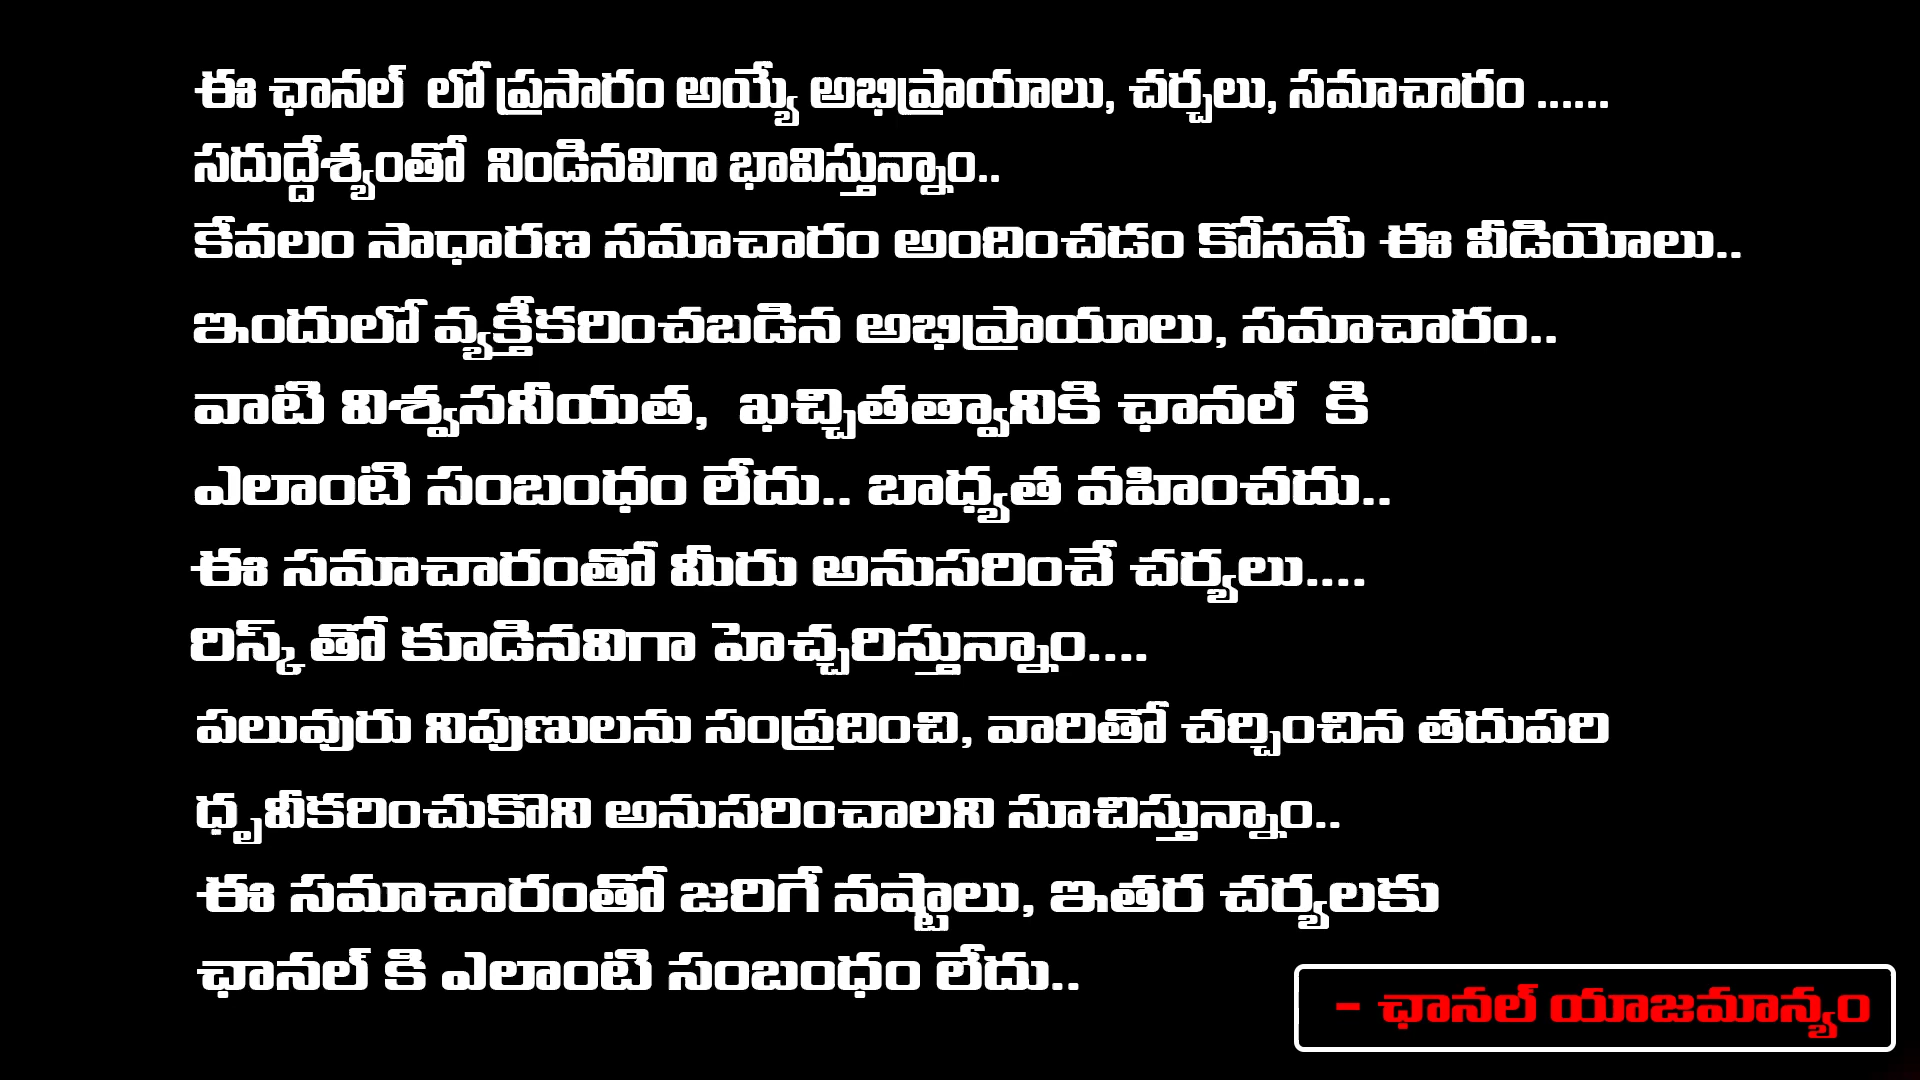 ఈ ఛానల్ లో ప్రసారం అయ్యే అభిప్రాయాలు, చర్చలు, సమాచారం ......
సదుద్దేశ్యంతో నిండినవిగా భావిస్తున్నాం..
కేవలం సాధారణ సమాచారం అందించడం కోసమే ఈ వీడియోలు..
ఇందులో వ్యక్తీకరించబడిన అభిప్రాయాలు, సమాచారం..
వాటి విశ్వసనీయత, ఖచ్చితత్వానికి ఛానల్ కి
ఎలాంటి సంబంధం లేదు.. బాధ్యత వహించదు..
ఈ సమాచారంతో మీరు అనుసరించే చర్యలు....
రిస్క్ తో కూడినవిగా హెచ్చరిస్తున్నాం....
పలువురు నిపుణులను సంప్రదించి, వారితో చర్చించిన తదుపరి
ధృవీకరించుకొని అనుసరించాలని సూచిస్తున్నాం..
ఈ సమాచారంతో జరిగే నష్టాలు, ఇతర చర్యలకు
ఛానల్ కి ఎలాంటి సంబంధం లేదు..
- ఛానల్ యాజమాన్యం